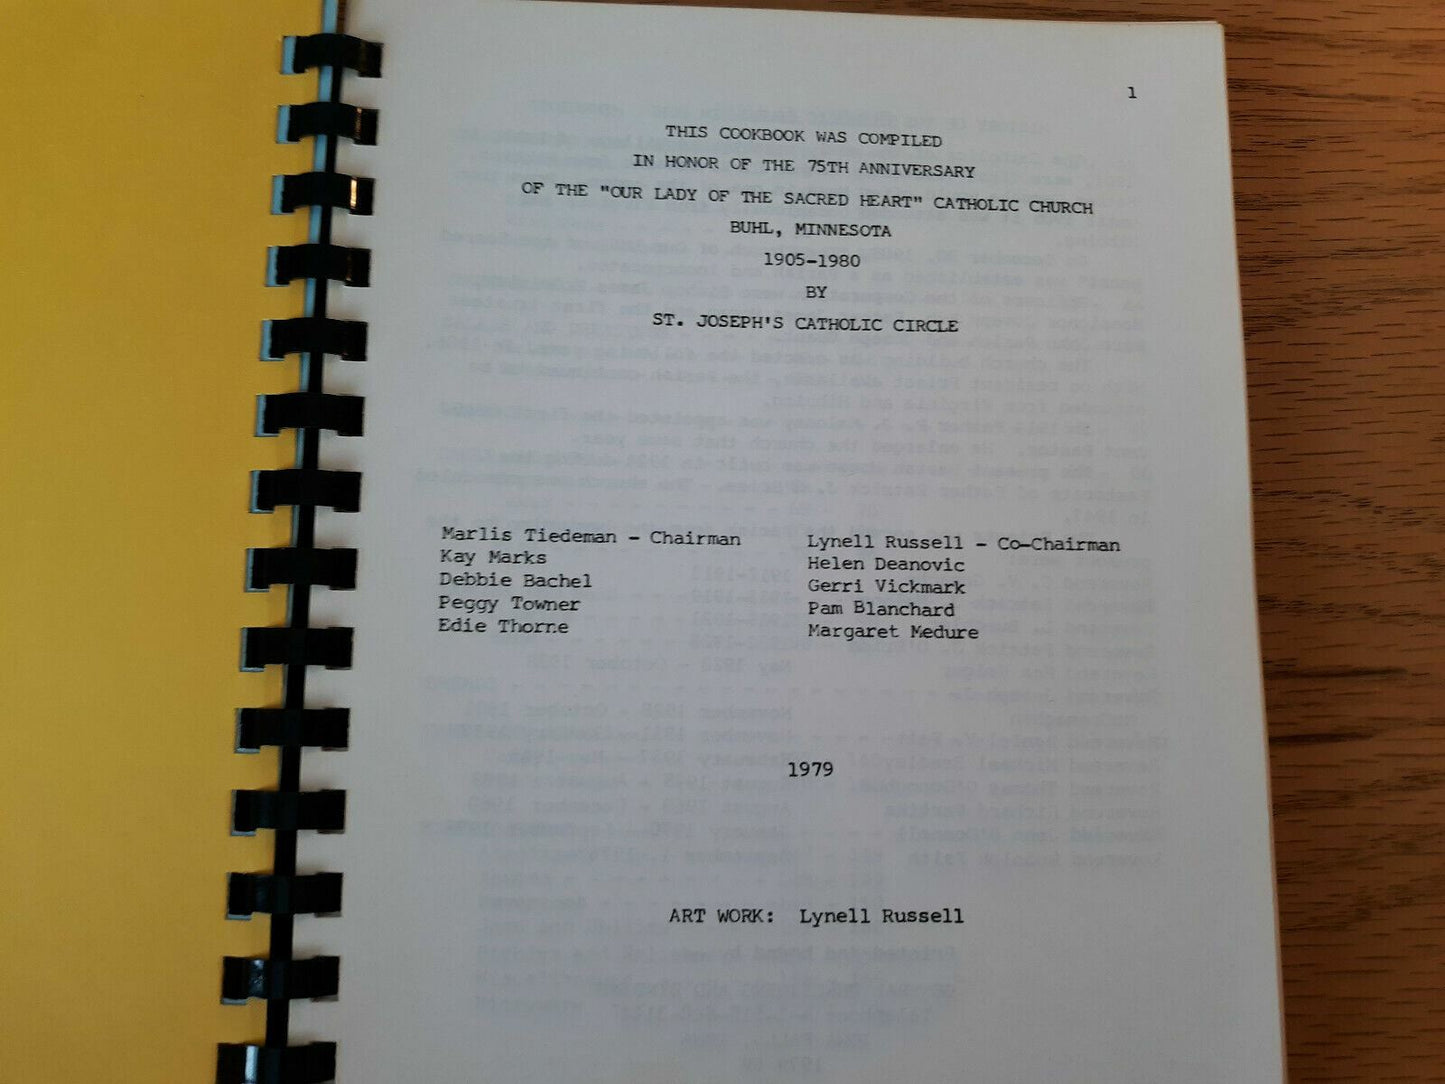 1
THIS COOKBOOK WAS COMPILED
IN HONOR OF THE 75TH ANNIVERSARY
OF THE "OUR LADY OF THE SACRED HEART" CATHOLIC CHURCH
BUHL, MINNESOTA
1905-1980
BY
ST. JOSEPH'S CATHOLIC CIRCLE
Marlis Tiedeman - Chairman
Kay Marks
Debbie Bachel
Peggy Towner
Edie Thorne
Lynell Russell - Co-Chairman
Helen Deanovic
Gerri Vickmark
Pam Blanchard
Margaret Medure
1979
ART WORK: Lynell Russell